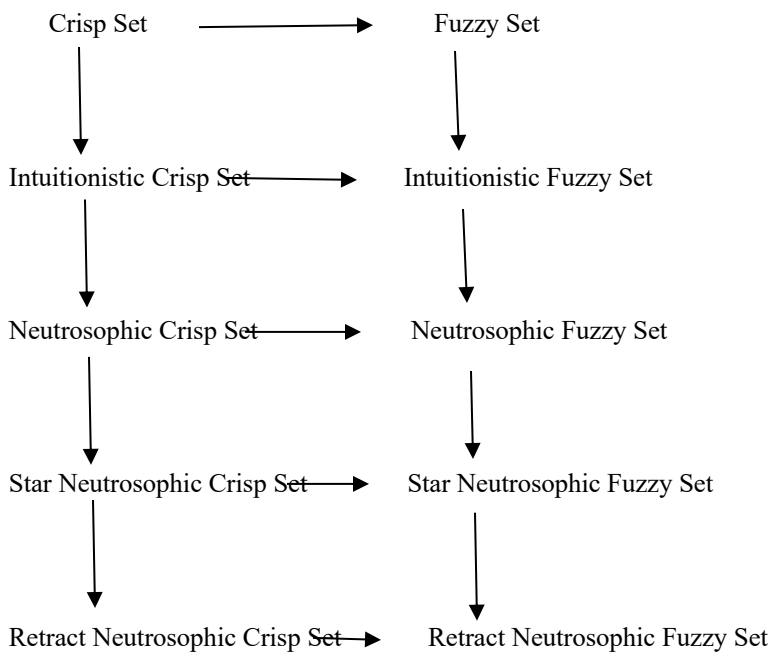 Crisp Set Fuzzy Set
Intuitionistic Crisp Set Intuitionistic Fuzzy Set
Neutrosophic Crisp Set Neutrosophic Fuzzy Set
Star Neutrosophic Crisp Set Star Neutrosophic Fuzzy Set
Retract Neutrosophic Crisp Set Retract Neutrosophic Fuzzy Set